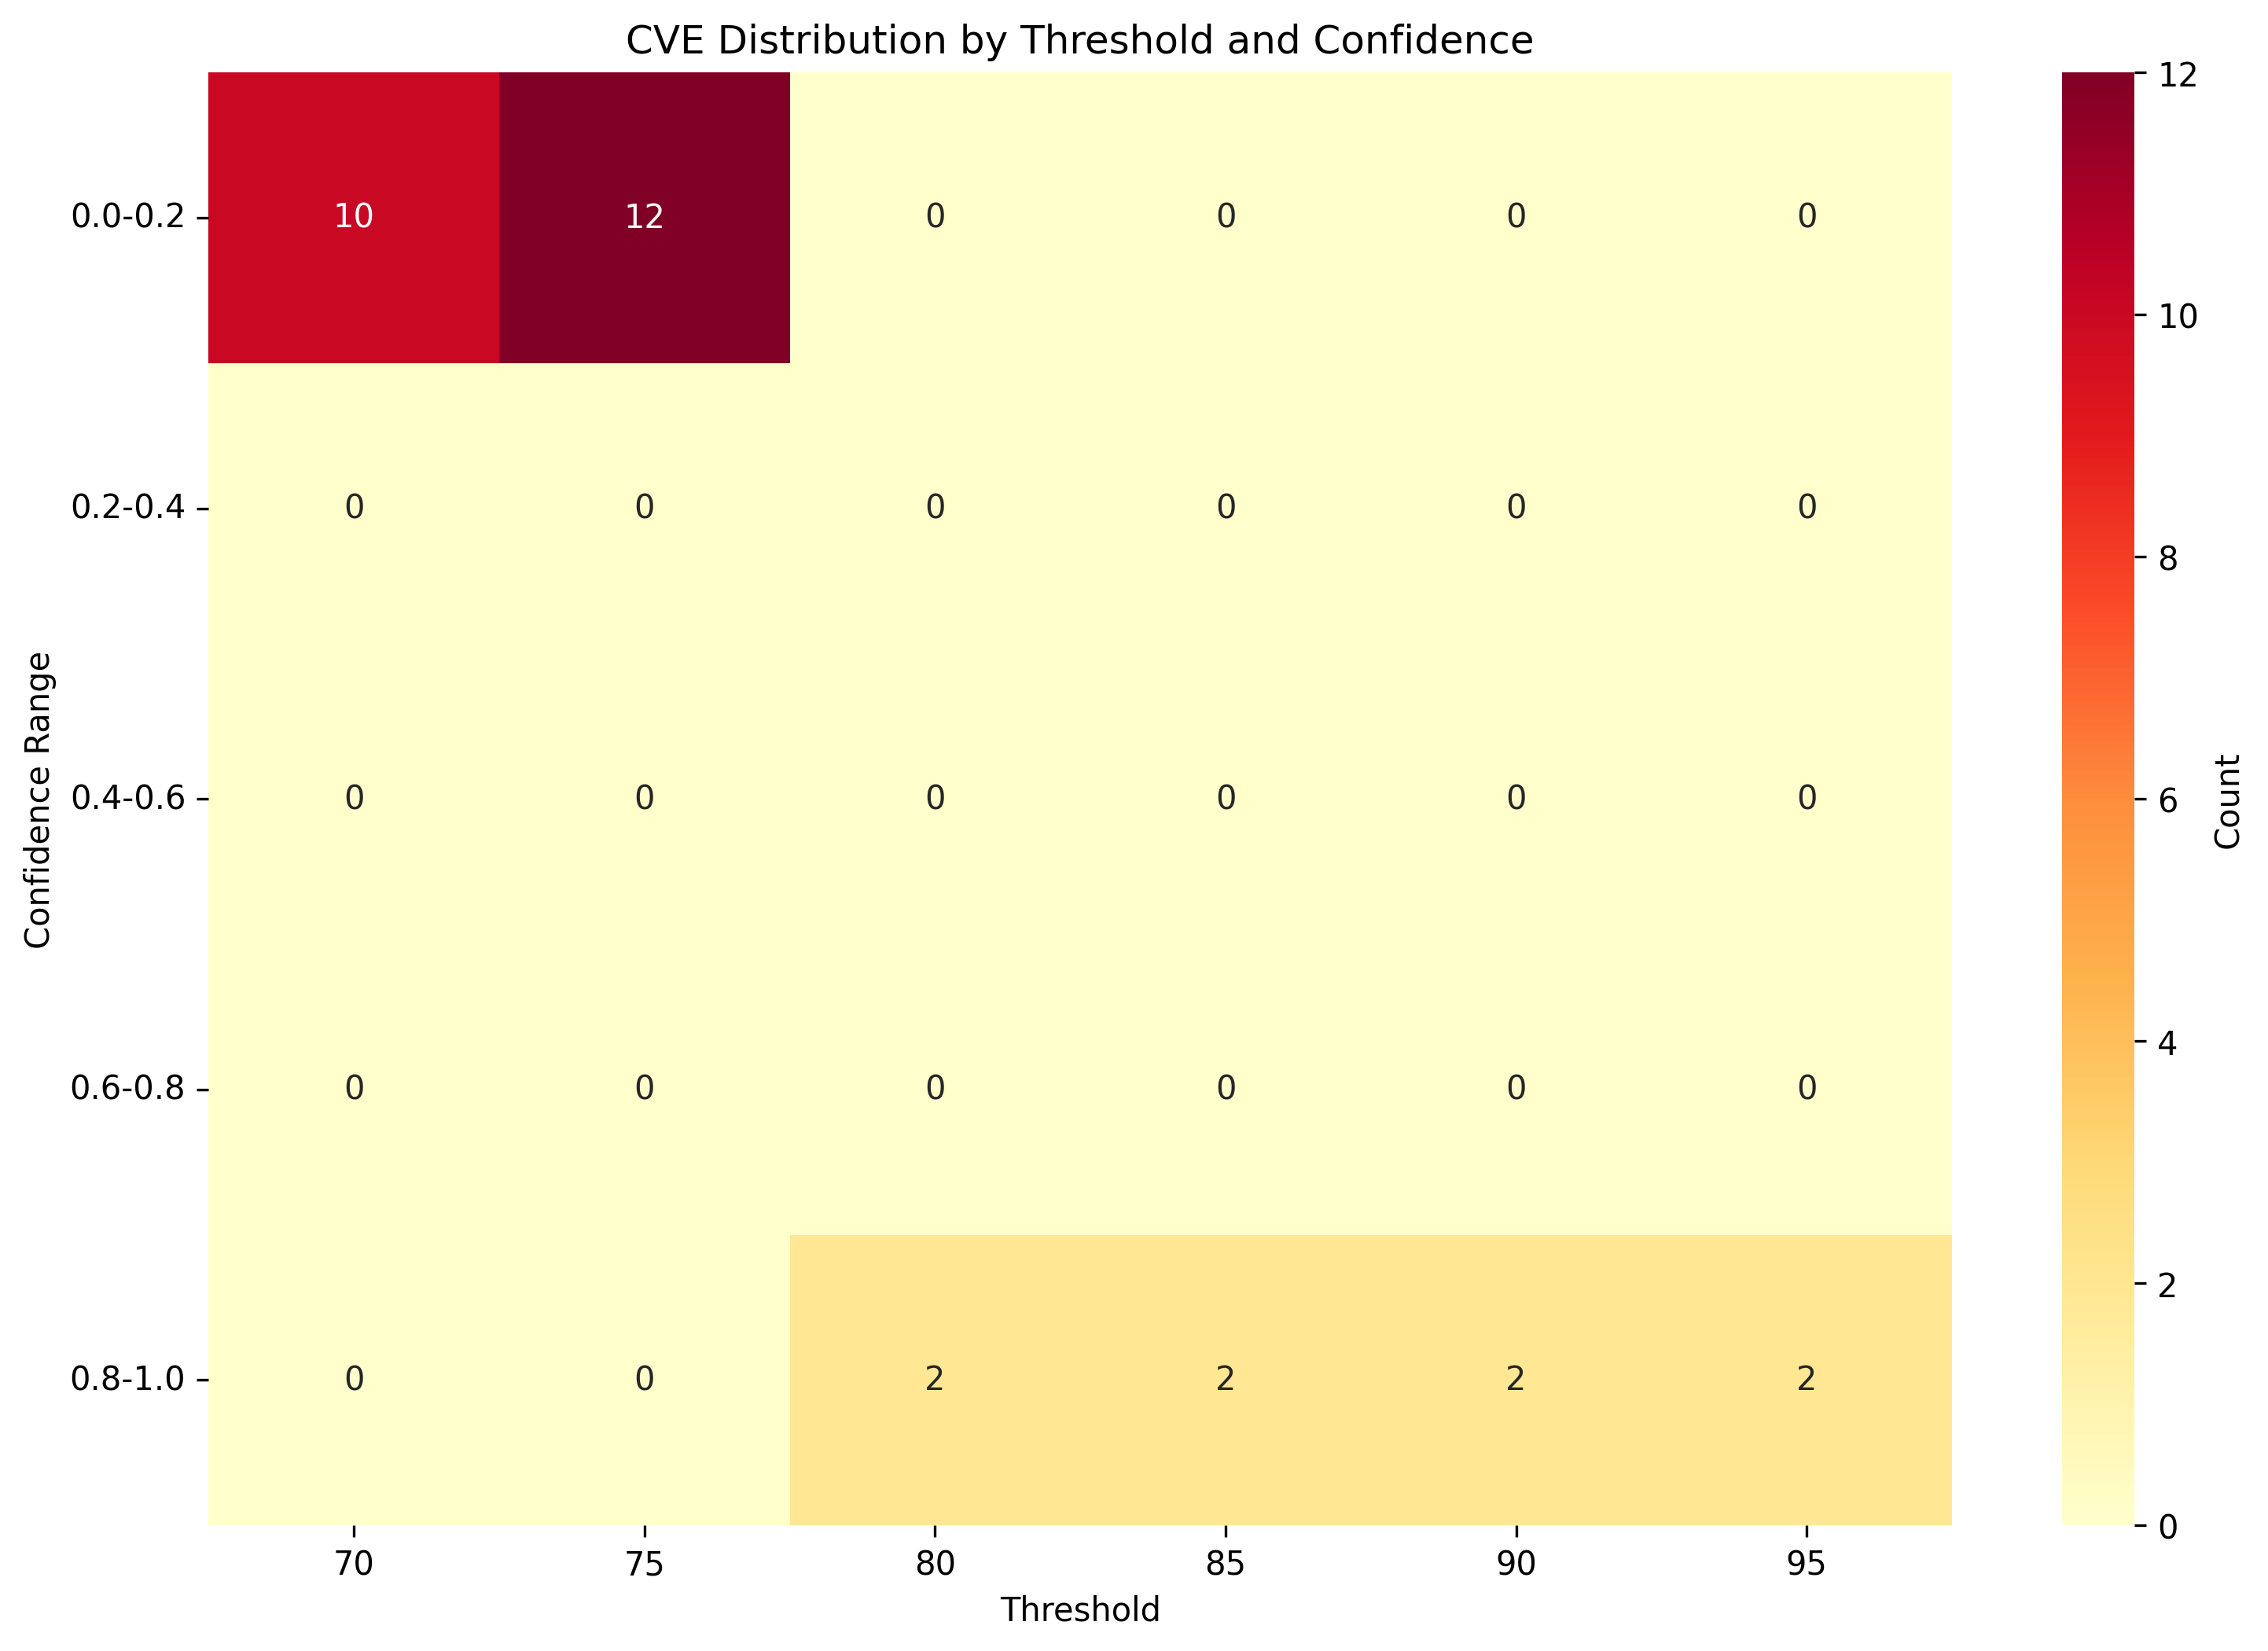 CVE Distribution by Threshold and Confidence
0.0-0.2 10 12 0 0 0 0
0.2-0.4 0 0 0 0 0 0
0.4-0.6 0 0 0 0 0 0
0.6-0.8 0 0 0 0 0 0
0.8-1.0 0 0 2 2 2 2
70 75 80 85 90 95
Threshold
Confidence Range
12
10
8
6
4
2
0
Count